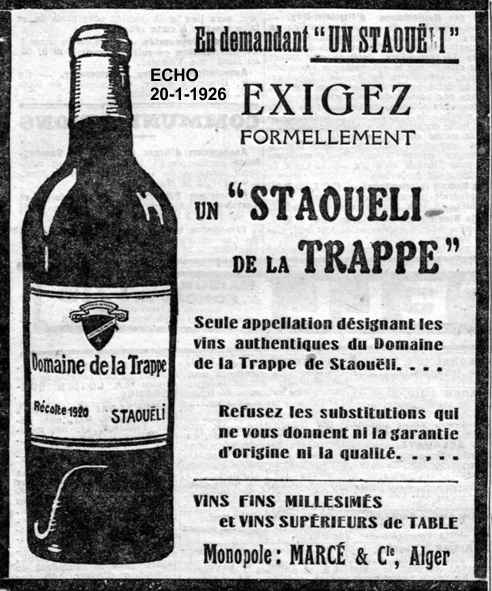 En demandant "UN STAOUËLI"
ECHO
20-1-1926
EXIGEZ
FORMELLEMENT
UN "STAOUELI
DE LA TRAPPE"
Seule appellation désignant les
vins authentiques du Domaine
de la Trappe de Staouëli. . . .
Refusez les substitutions qui
ne vous donnent ni la garantie
d'origine ni la qualité. . . . .
VINS FINS MILLESIMÉS
et VINS SUPÉRIEURS de TABLE
Monopole : MARCÉ & Cie, Alger
Domaine de la Trappe
Récolte 1920
STAOUËLI